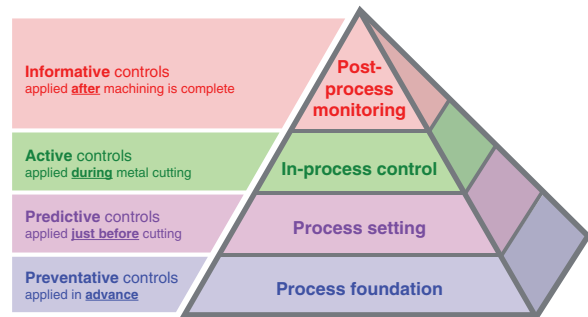 Informative controls
applied after machining is complete
Post-
process
monitoring
Active controls
applied during metal cutting
In-process control
Predictive controls
applied just before cutting
Process setting
Preventative controls
applied in advance
Process foundation